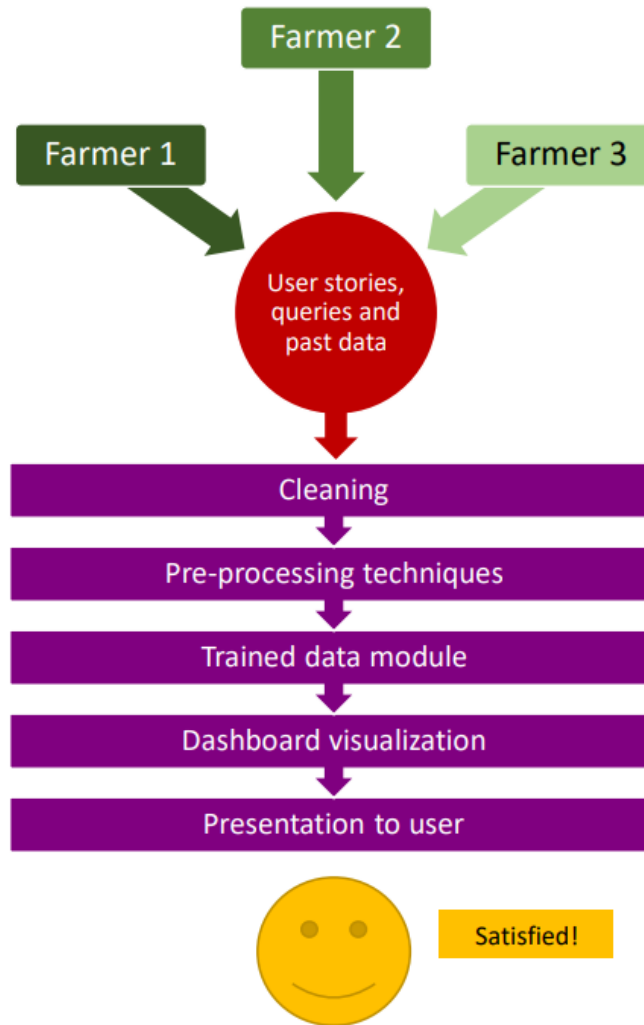 Farmer 2
Farmer 1
Farmer 3
User stories,
queries and
past data
Cleaning
Pre-processing techniques
Trained data module
Dashboard visualization
Presentation to user
Satisfied!